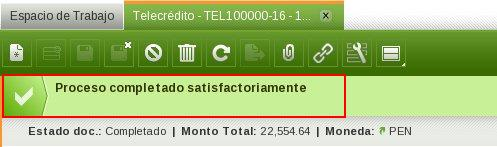 Espacio de Trabajo
Telecrédito - TEL100000-16 - 1...
Proceso completado satisfactoriamente
Estado doc.: Completado | Monto Total: 22,554.64 | Moneda: PEN